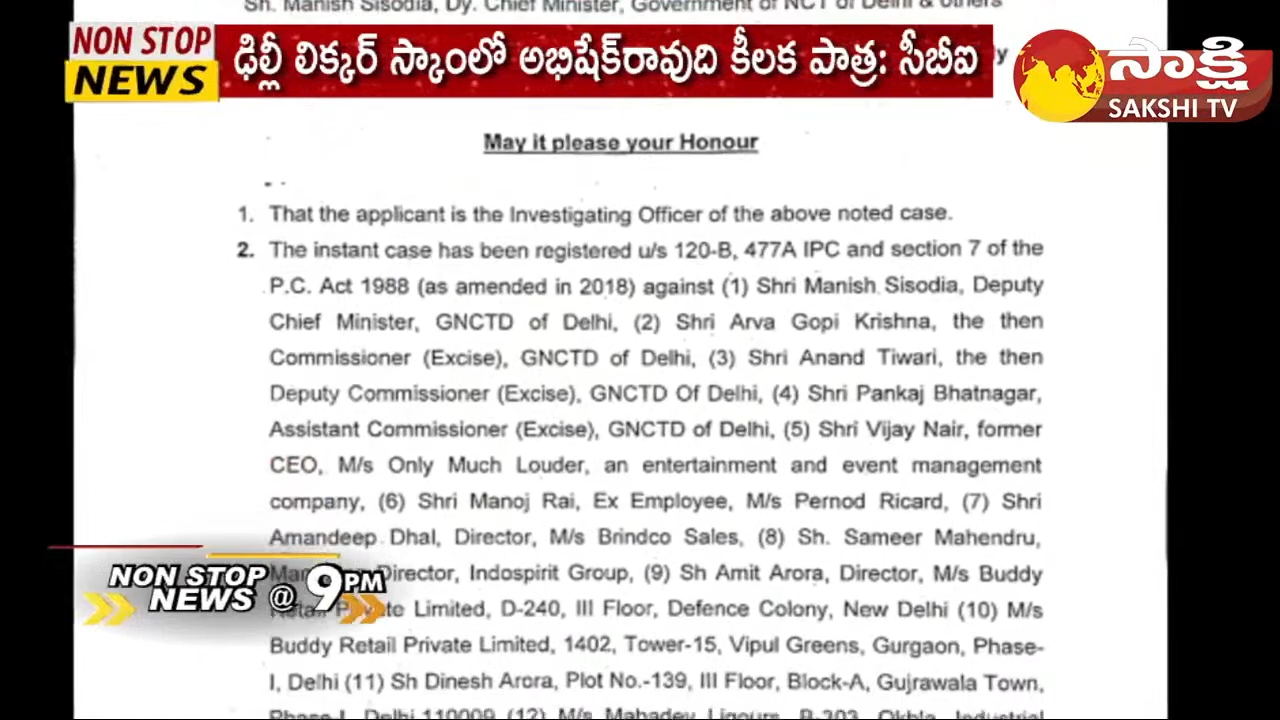 Sh. Manish Sisodia, Dy. Chief Minister, Government of NCT of Delhi & others
NON STOP
NEWS
ఢిల్లీ లిక్కర్ స్కాంలో అభిషేక్‌రావుది కీలక పాత్ర: సీబీఐ
సాక్షి
SAKSHI TV
May it please your Honour
1. That the applicant is the Investigating Officer of the above noted case.
2. The instant case has been registered u/s 120-B, 477A IPC and section 7 of the
P.C. Act 1988 (as amended in 2018) against (1) Shri Manish Sisodia, Deputy
Chief Minister, GNCTD of Delhi, (2) Shri Arva Gopi Krishna, the then
Commissioner (Excise), GNCTD of Delhi, (3) Shri Anand Tiwari, the then
Deputy Commissioner (Excise), GNCTD Of Delhi, (4) Shri Pankaj Bhatnagar,
Assistant Commissioner (Excise), GNCTD of Delhi, (5) Shri Vijay Nair, former
CEO, M/s Only Much Louder, an entertainment and event management
company, (6) Shri Manoj Rai, Ex Employee, M/s Pernod Ricard, (7) Shri
Amandeep Dhal, Director, M/s Brindco Sales, (8) Sh. Sameer Mahendru,
Director, Indospirit Group, (9) Sh Amit Arora, Director, M/s Buddy
Limited, D-240, III Floor, Defence Colony, New Delhi (10) M/s
Buddy Retail Private Limited, 1402, Tower-15, Vipul Greens, Gurgaon, Phase-
I, Delhi (11) Sh Dinesh Arora, Plot No.-139, III Floor, Block-A, Gujrawala Town,
Phase-I, Delhi 110009 (12) M/s Mahadev Liquors, B-303, Okhla Industrial
NON STOP
NEWS @ 9PM